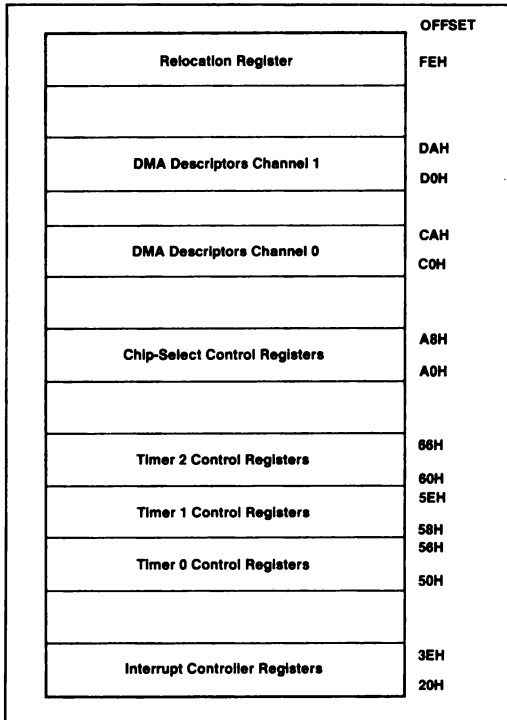 OFFSET
Relocation Register FEH
DAH
DMA Descriptors Channel 1
D0H
CAH
DMA Descriptors Channel 0
C0H
A8H
Chip-Select Control Registers
A0H
66H
Timer 2 Control Registers
60H
5EH
Timer 1 Control Registers
58H
56H
Timer 0 Control Registers
50H
3EH
Interrupt Controller Registers
20H